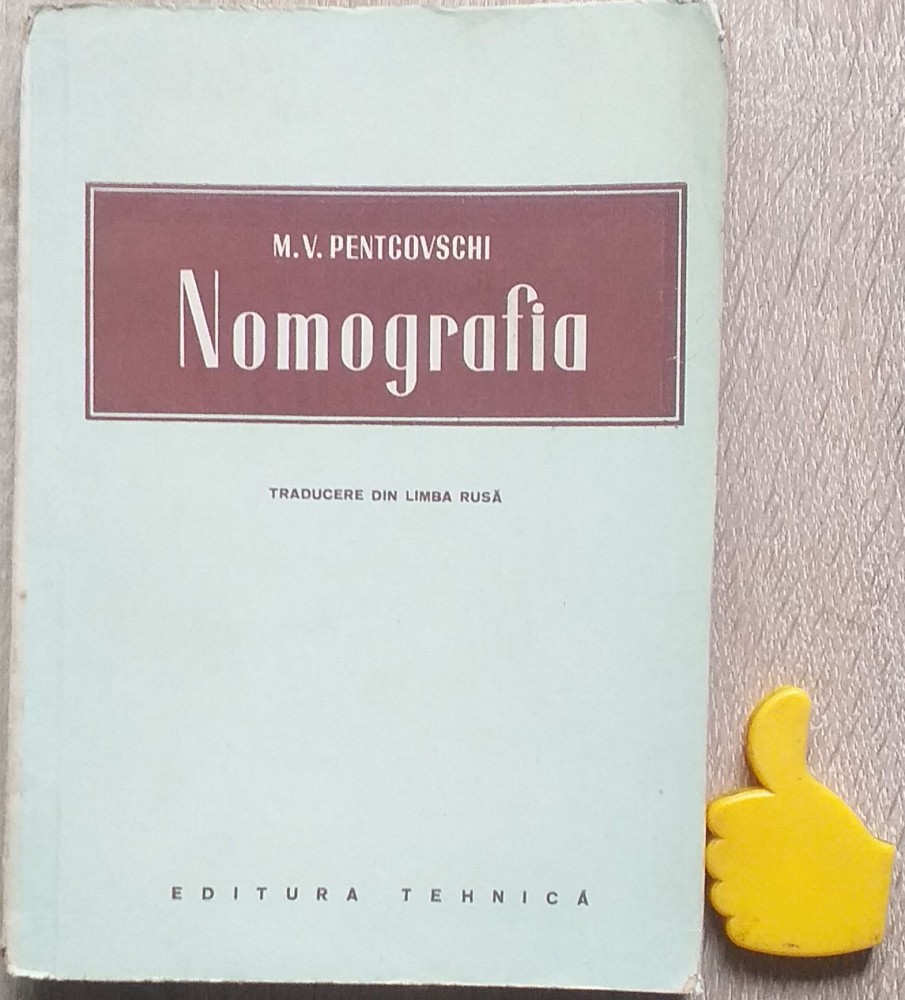 M.V. PENTCOVSCHI
Nomografia
TRADUCERE DIN LIMBA RUSĂ
EDITURA TEHNICĂ